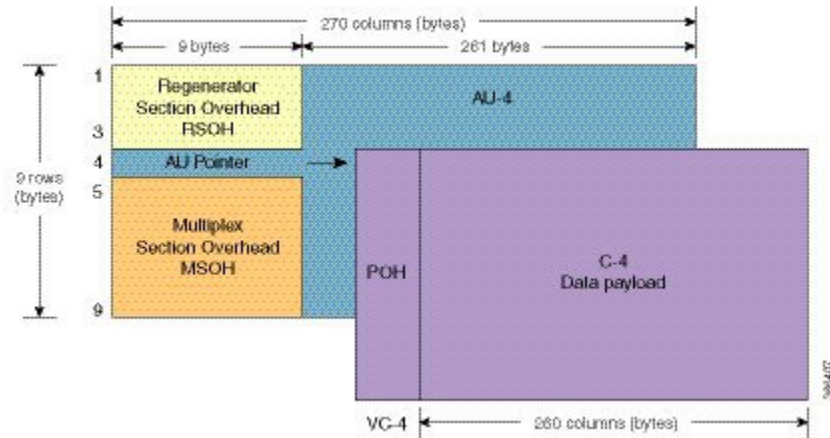 270 columns (bytes)
9 bytes
261 bytes
1
Regenerator
Section Overhead
RSOH
AU-4
3
4
AU Pointer
9 rows
(bytes)
5
Multiplex
Section Overhead
MSOH
POH
C-4
Data payload
9
VC-4
260 columns (bytes)